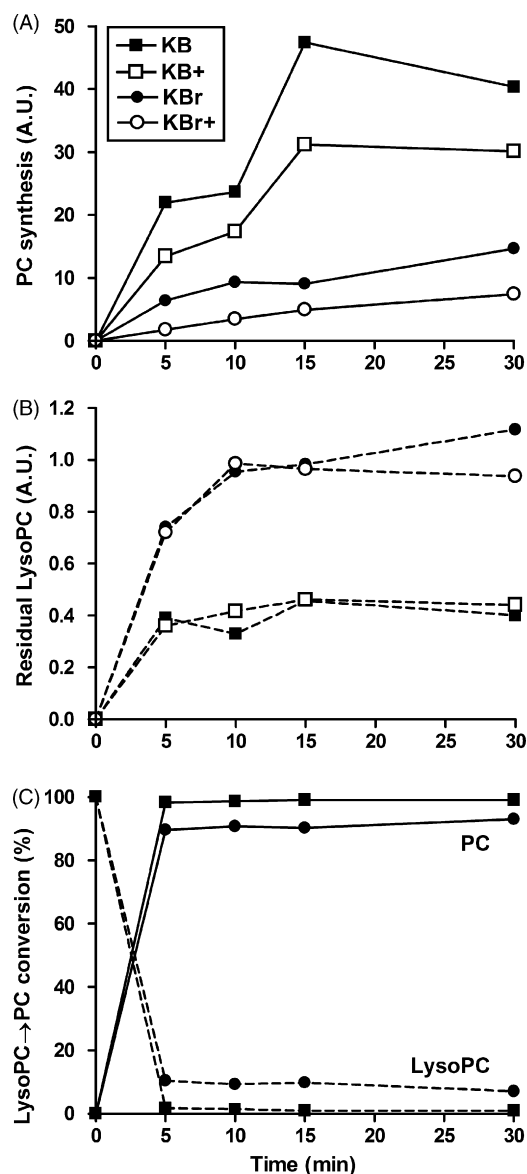 (A)
PC synthesis (A.U.)
50
40
30
20
10
0
KB
KB+
KBr
KBr+
0 5 10 15 20 25 30
(B)
Residual LysoPC (A.U.)
1.2
1.0
0.8
0.6
0.4
0.2
0.0
0 5 10 15 20 25 30
(C)
LysoPC→PC conversion (%)
100
80
60
40
20
0
PC
LysoPC
0 5 10 15 20 25 30
Time (min)